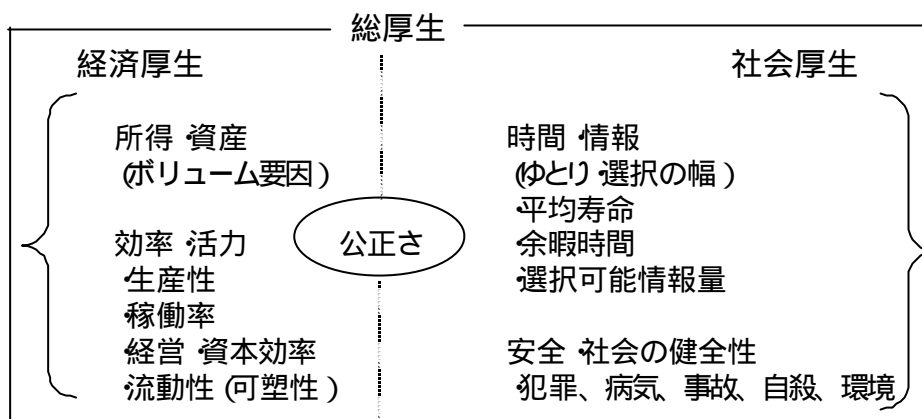 総厚生
経済厚生
所得・資産
(ボリューム要因)
効率・活力
・生産性
・稼働率
・経営・資本効率
・流動性(可塑性)
公正さ
社会厚生
時間・情報
(ゆとり・選択の幅)
・平均寿命
・余暇時間
・選択可能情報量
安全・社会の健全性
・犯罪、病気、事故、自殺、環境